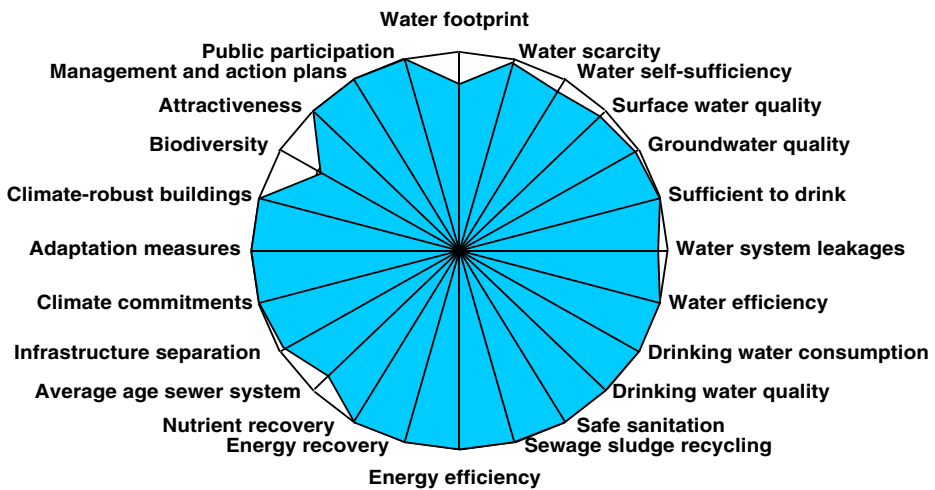 Water footprint
Public participation
Water scarcity
Management and action plans
Water self-sufficiency
Attractiveness
Surface water quality
Biodiversity
Groundwater quality
Climate-robust buildings
Sufficient to drink
Adaptation measures
Water system leakages
Climate commitments
Water efficiency
Infrastructure separation
Drinking water consumption
Average age sewer system
Drinking water quality
Nutrient recovery
Safe sanitation
Energy recovery
Sewage sludge recycling
Energy efficiency